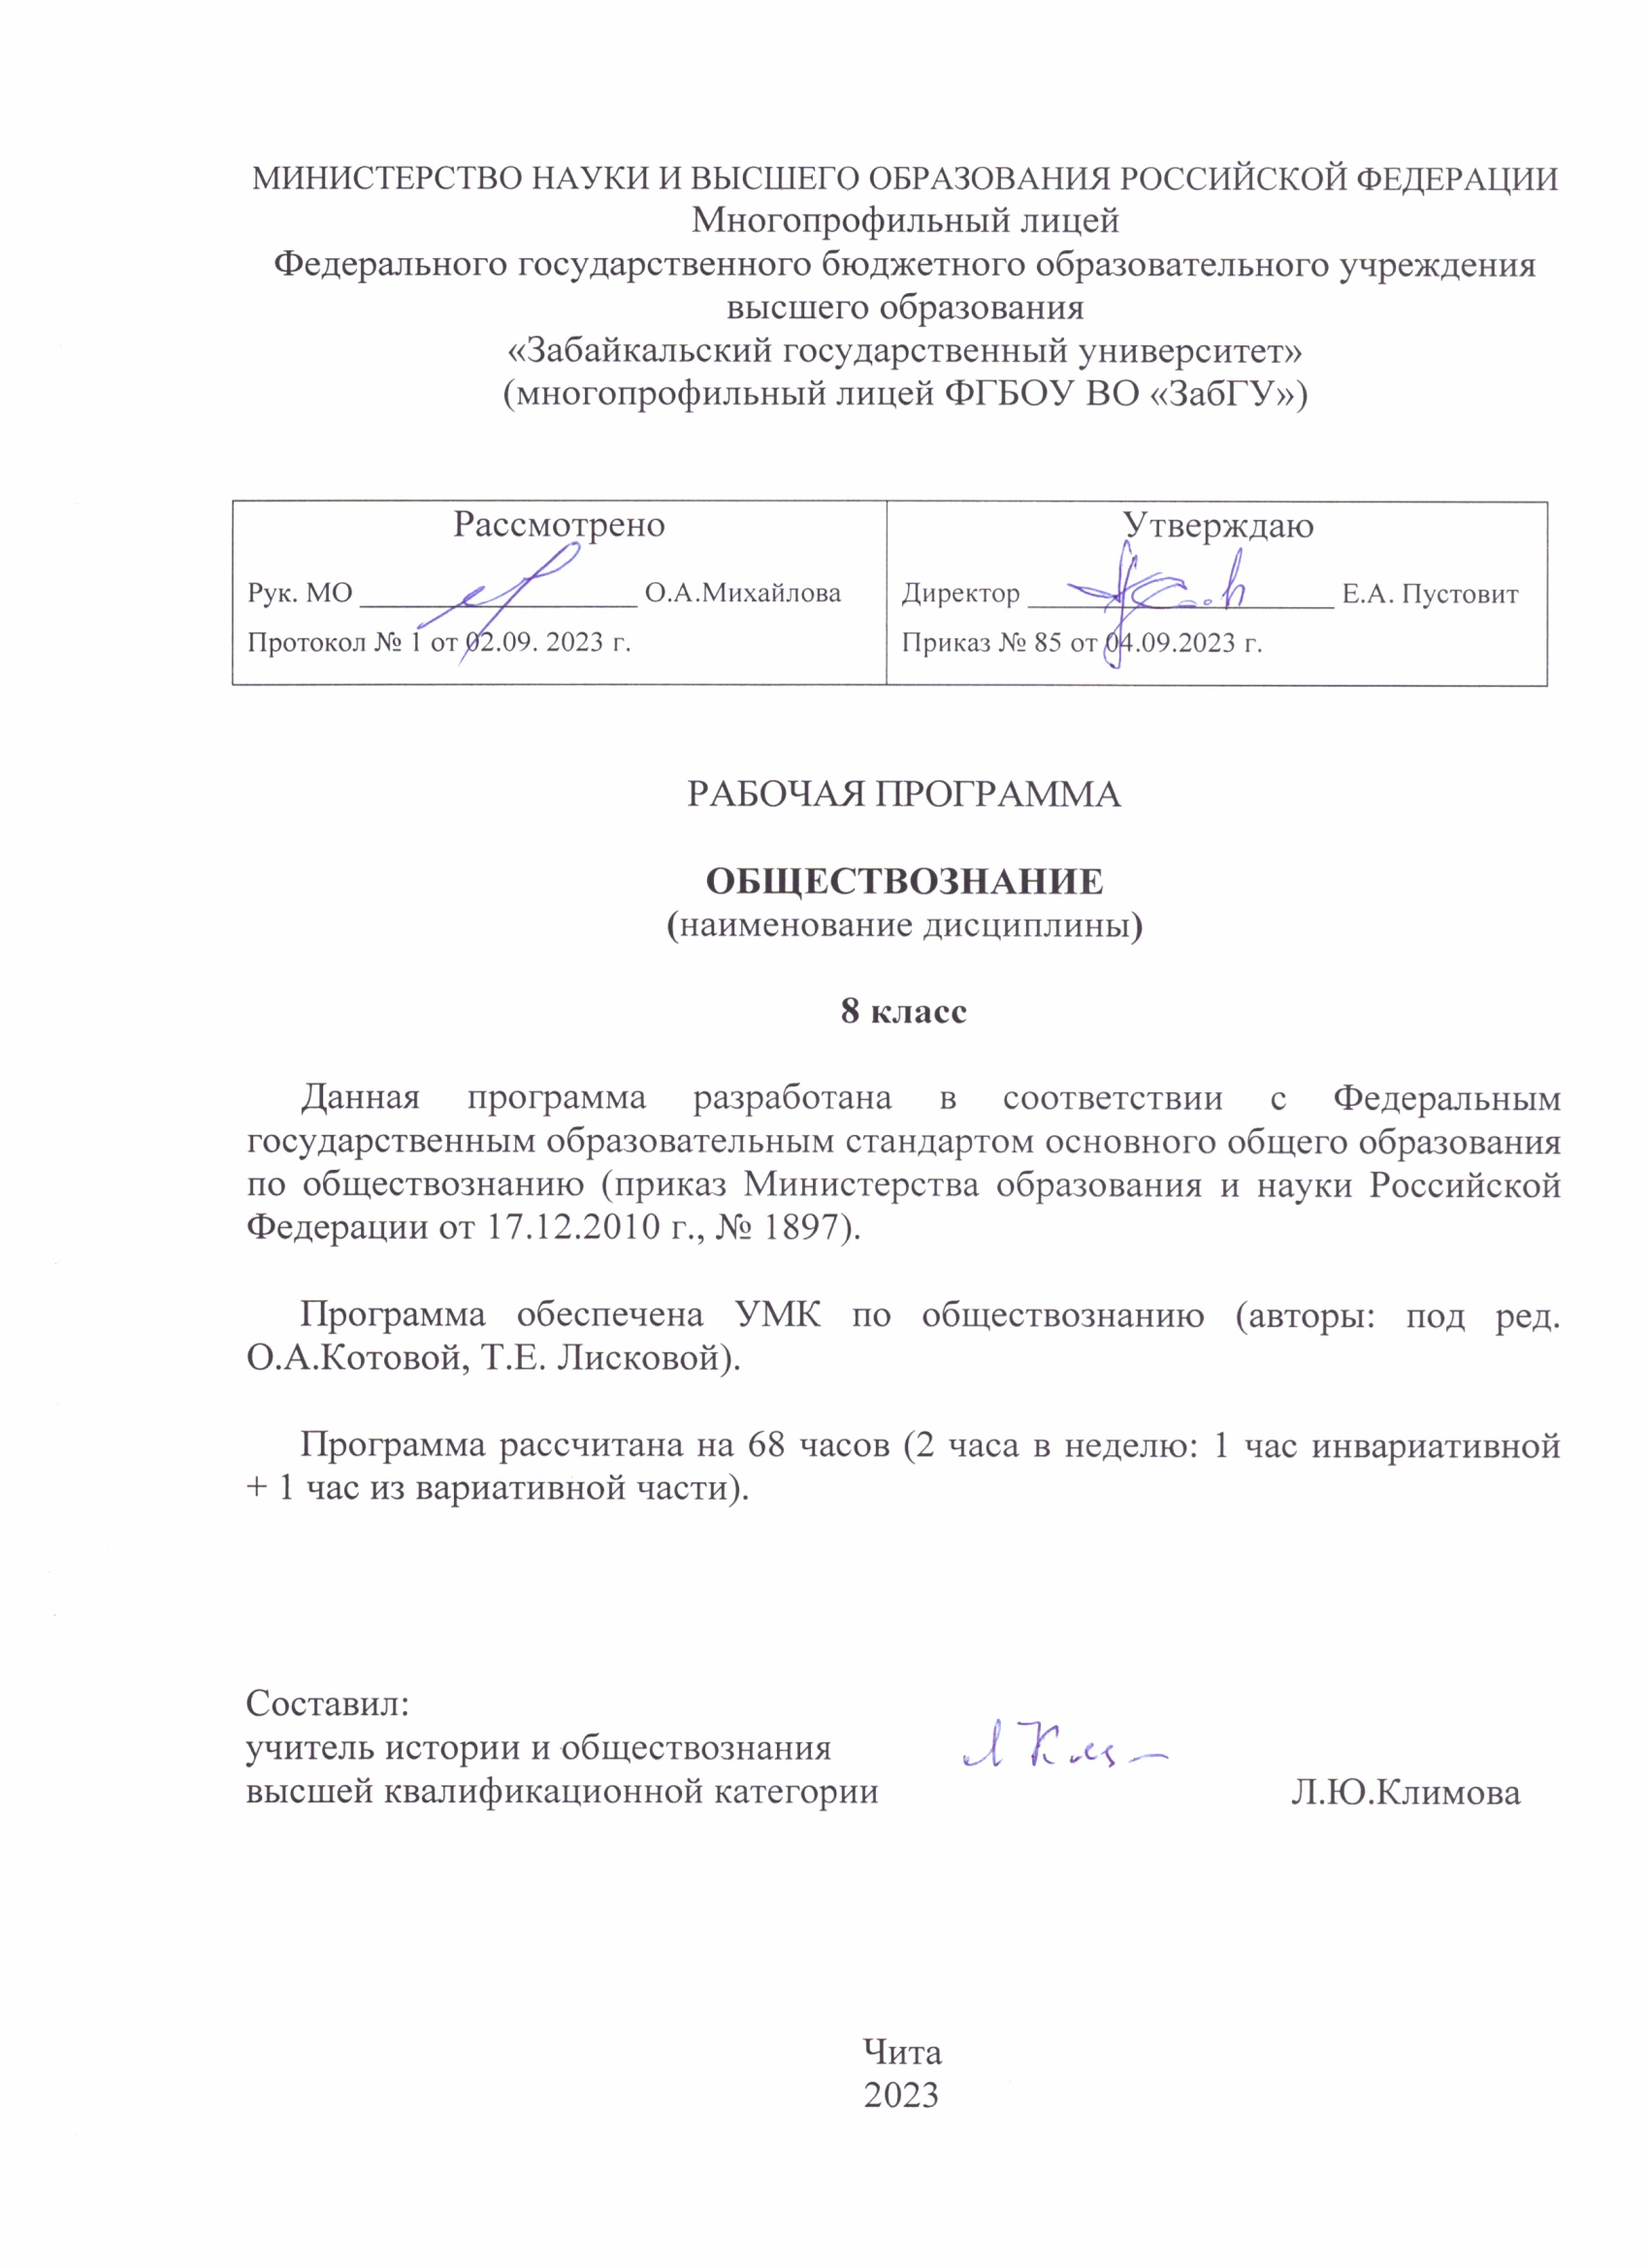 МИНИСТЕРСТВО НАУКИ И ВЫСШЕГО ОБРАЗОВАНИЯ РОССИЙСКОЙ ФЕДЕРАЦИИ
Многопрофильный лицей
Федерального государственного бюджетного образовательного учреждения
высшего образования
«Забайкальский государственный университет»
(многопрофильный лицей ФГБОУ ВО «ЗабГУ»)
Рассмотрено
Рук. МО ____________________ О.А.Михайлова
Протокол № 1 от 02.09. 2023 г.
Утверждаю
Директор ______________________ Е.А. Пустовит
Приказ № 85 от 04.09.2023 г.
РАБОЧАЯ ПРОГРАММА
ОБЩЕСТВОЗНАНИЕ
(наименование дисциплины)
8 класс
Данная программа разработана в соответствии с Федеральным
государственным образовательным стандартом основного общего образования
по обществознанию (приказ Министерства образования и науки Российской
Федерации от 17.12.2010 г., № 1897).
Программа обеспечена УМК по обществознанию (авторы: под ред.
О.А.Котовой, Т.Е. Лисковой).
Программа рассчитана на 68 часов (2 часа в неделю: 1 час инвариативной
+ 1 час из вариативной части).
Составил:
учитель истории и обществознания
высшей квалификационной категории Л.Ю.Климова
Чита
2023